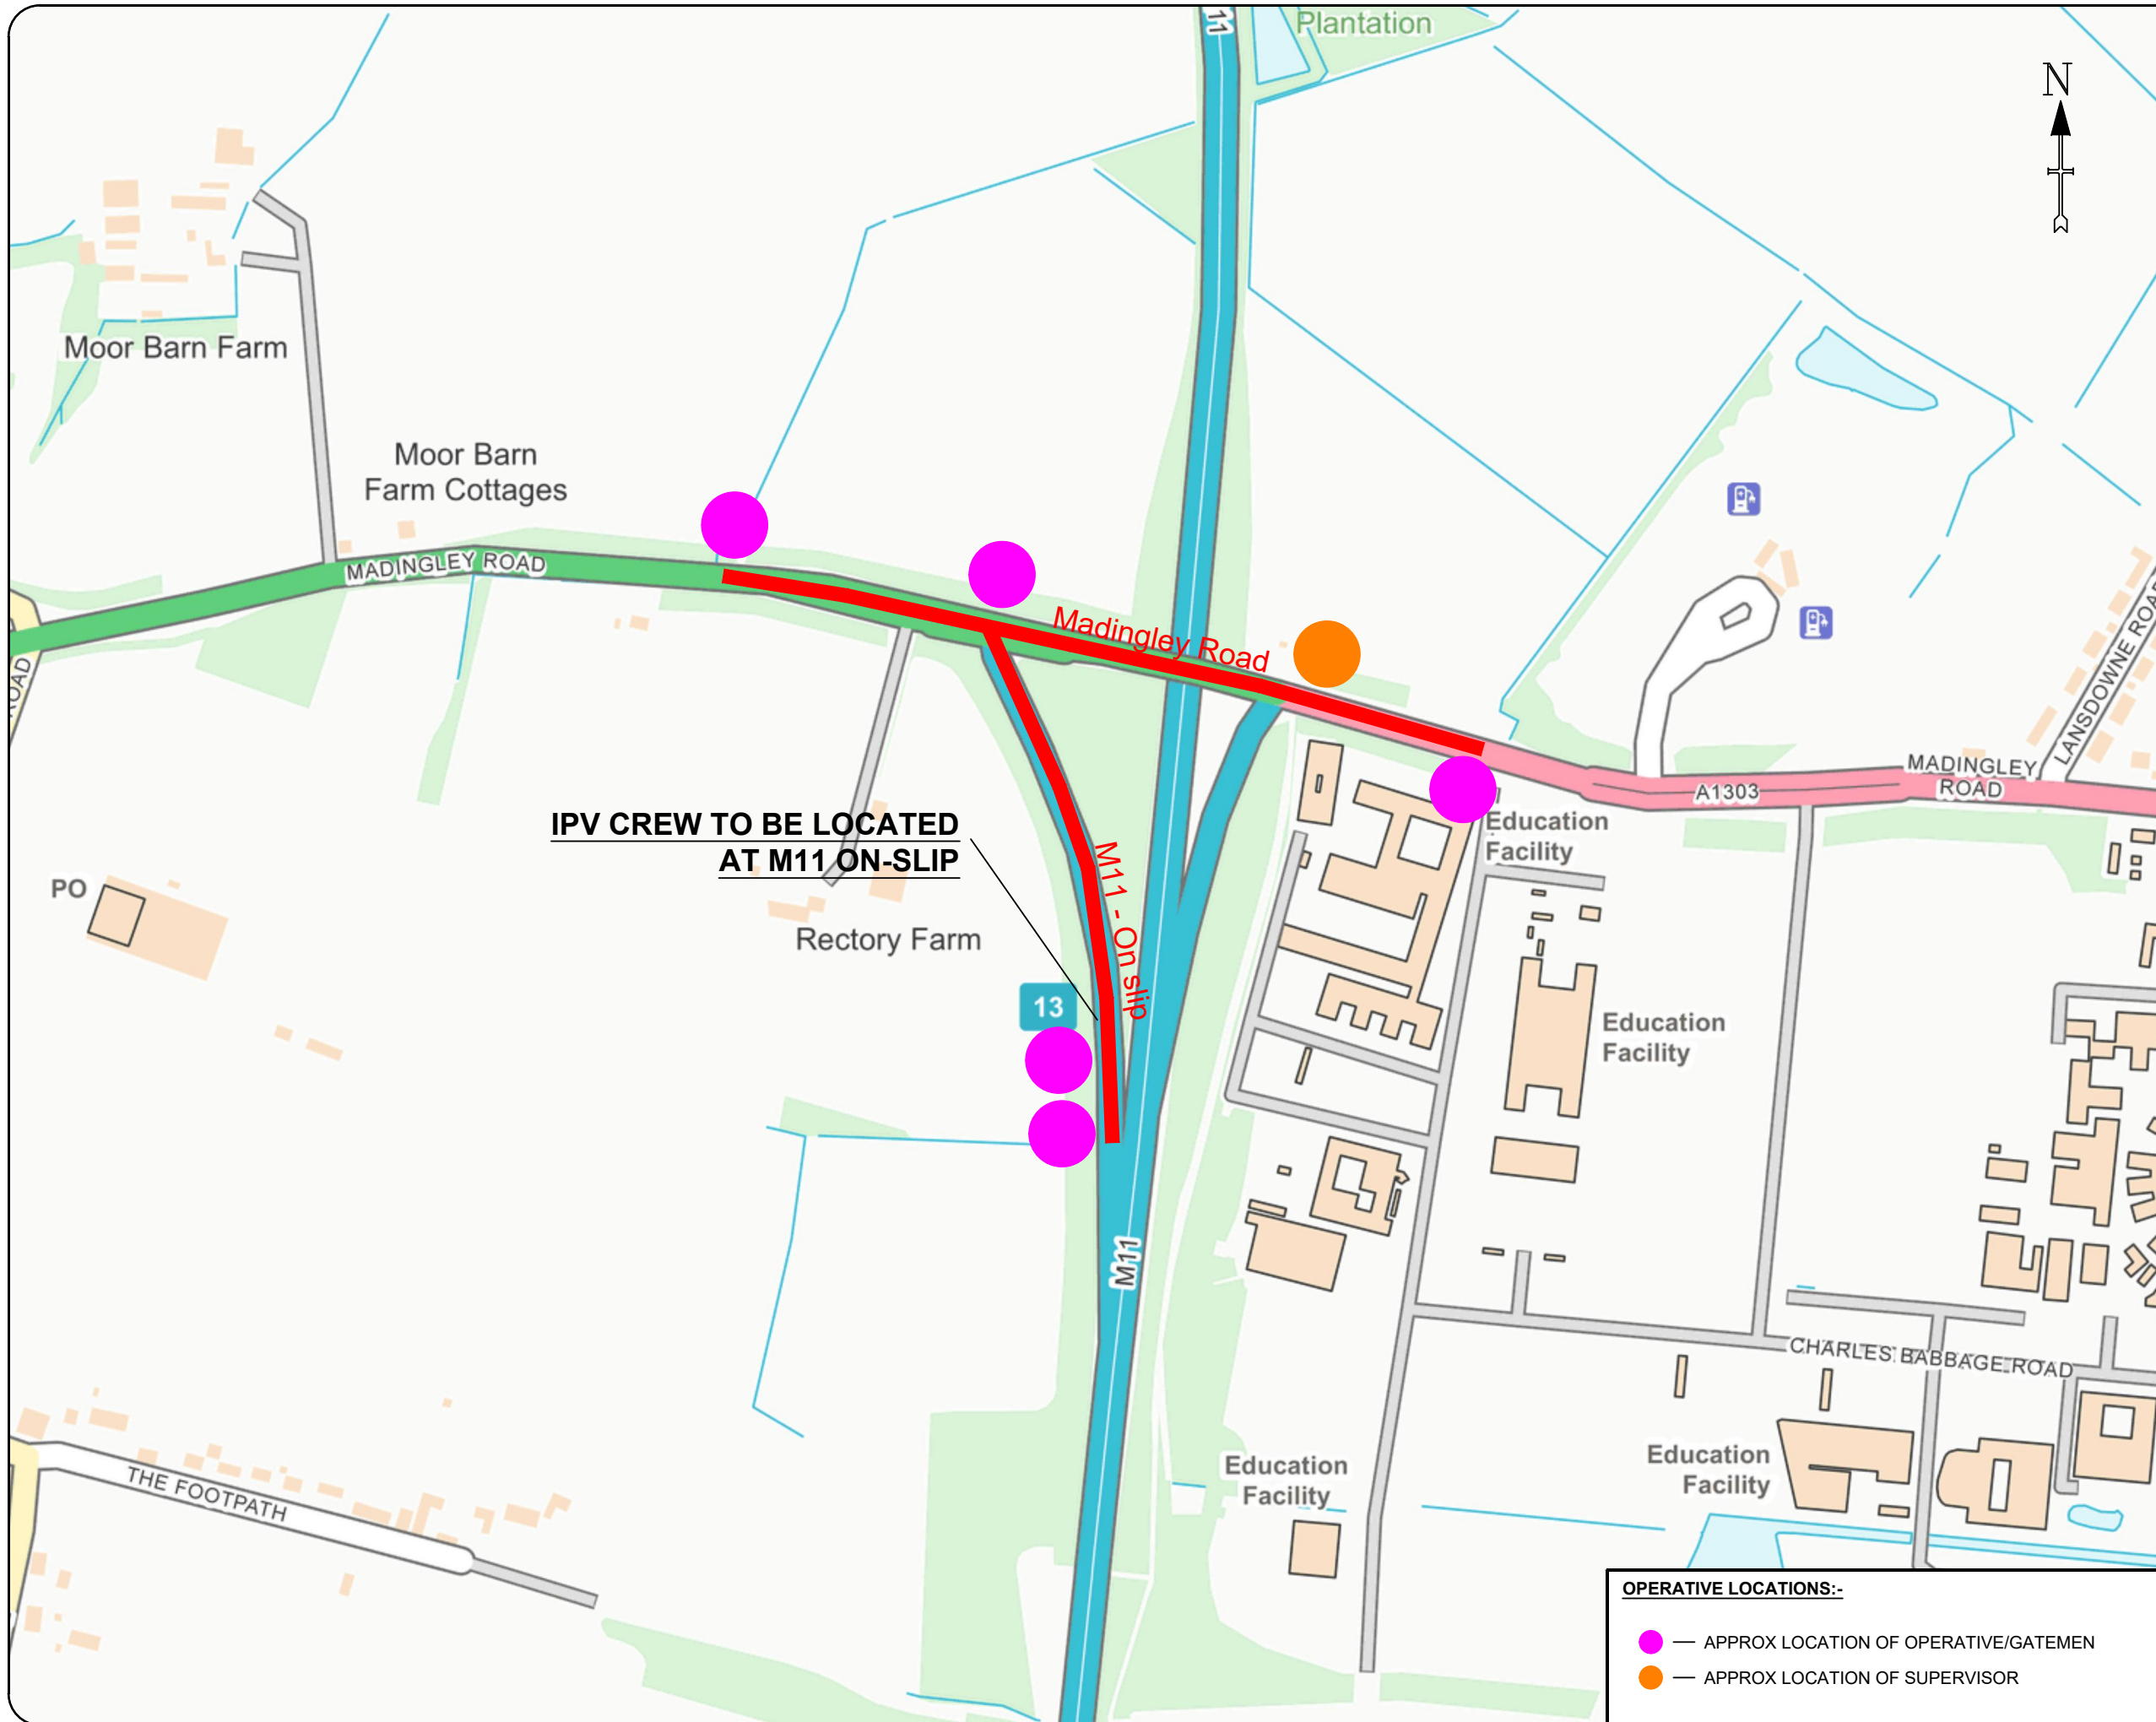 11
Plantation
N
Moor Barn Farm
Moor Barn
Farm Cottages
MADINGLEY ROAD
Madingley Road
LANSDOWNE ROAD
MADINGLEY
ROAD
A1303
ROAD
IPV CREW TO BE LOCATED
AT M11 ON-SLIP
M11 - On slip
Education
Facility
PO
Rectory Farm
13
Education
Facility
M11
CHARLES BABBAGE ROAD
THE FOOTPATH
Education
Facility
Education
Facility
OPERATIVE LOCATIONS:-
— APPROX LOCATION OF OPERATIVE/GATEMEN
— APPROX LOCATION OF SUPERVISOR